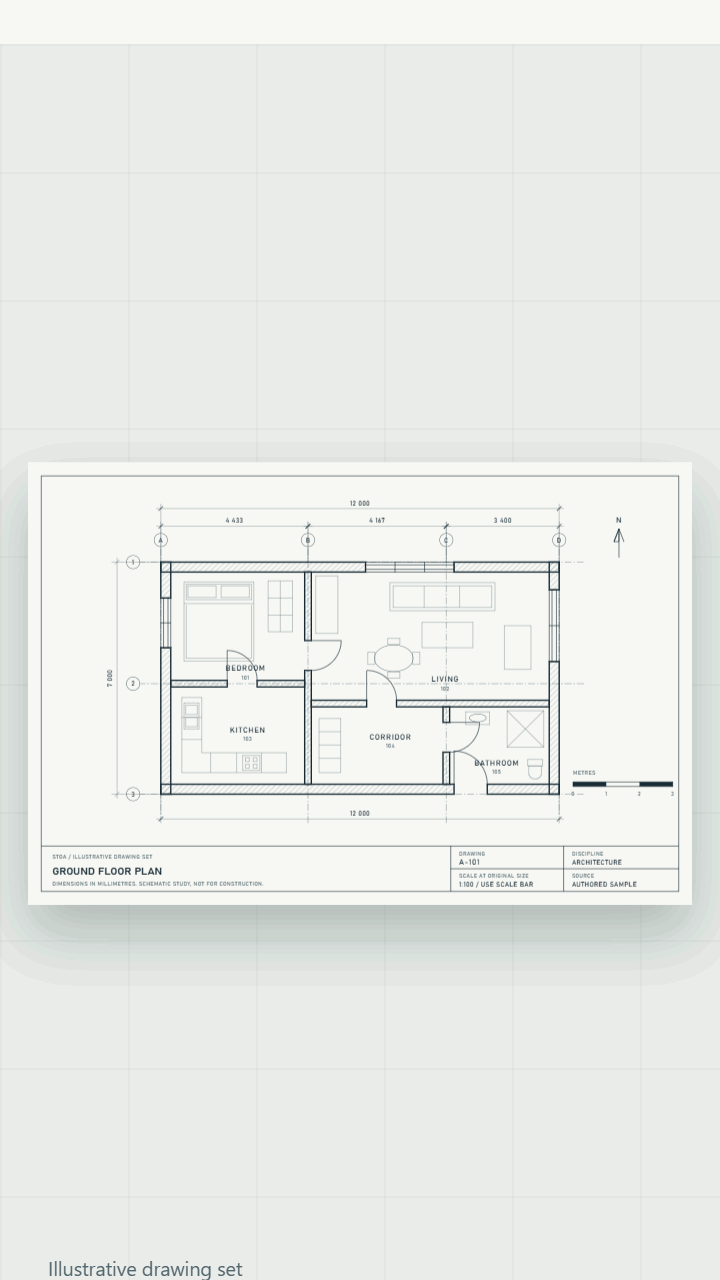 12 000
4 433
4 167
3 400
N
A
B
C
D
1
2
3
7 000
BEDROOM
101
LIVING
102
KITCHEN
103
CORRIDOR
104
BATHROOM
105
METRES
0 1 2 3
12 000
STOA / ILLUSTRATIVE DRAWING SET
GROUND FLOOR PLAN
DIMENSIONS IN MILLIMETRES. SCHEMATIC STUDY, NOT FOR CONSTRUCTION.
DRAWING
A-101
SCALE AT ORIGINAL SIZE
1:100 / USE SCALE BAR
DISCIPLINE
ARCHITECTURE
SOURCE
AUTHORED SAMPLE
Illustrative drawing set